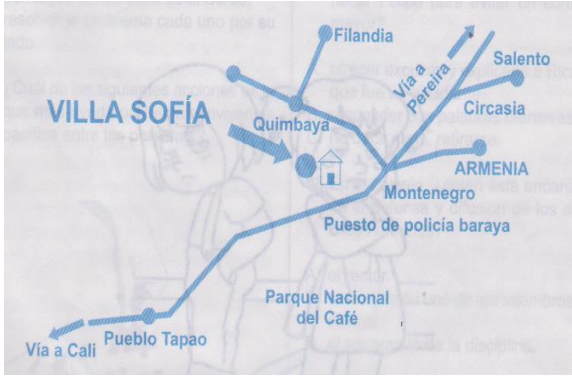 Filandia
Vía a
Pereira
Salento
VILLA SOFÍA
Quimbaya
Circasia
ARMENIA
Montenegro
Puesto de policía baraya
Parque Nacional
del Café
Pueblo Tapao
Vía a Cali